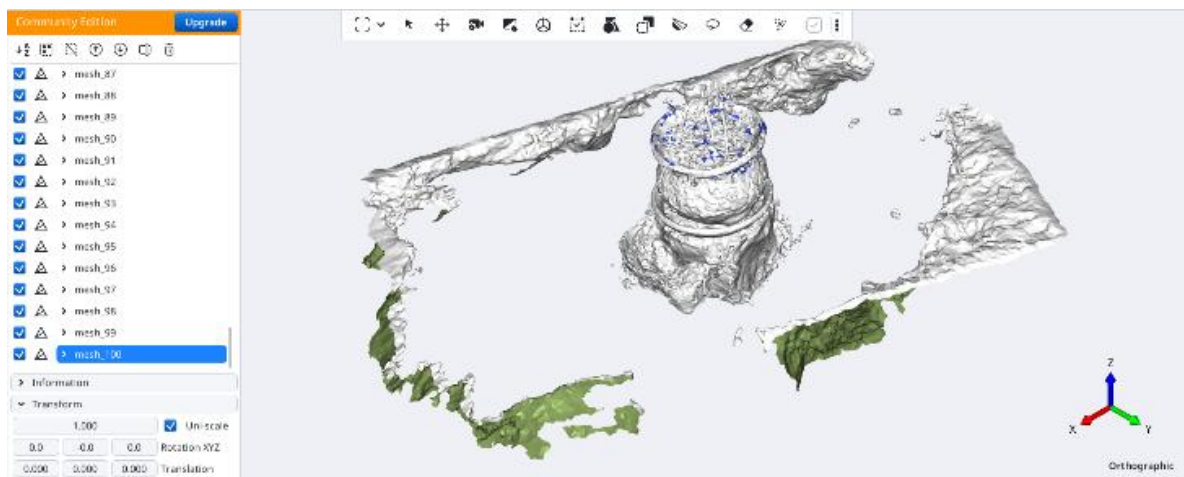 Community Edition Upgrade
mesh_87
mesh_88
mesh_89
mesh_90
mesh_91
mesh_92
mesh_93
mesh_94
mesh_95
mesh_96
mesh_97
mesh_98
mesh_99
mesh_100
Information
Transform
1.000 Uni-scale
0.0 -0.0 0.0 Rotation XYZ
0.000 0.000 0.000 Translation
Z
X Y
Orthographic